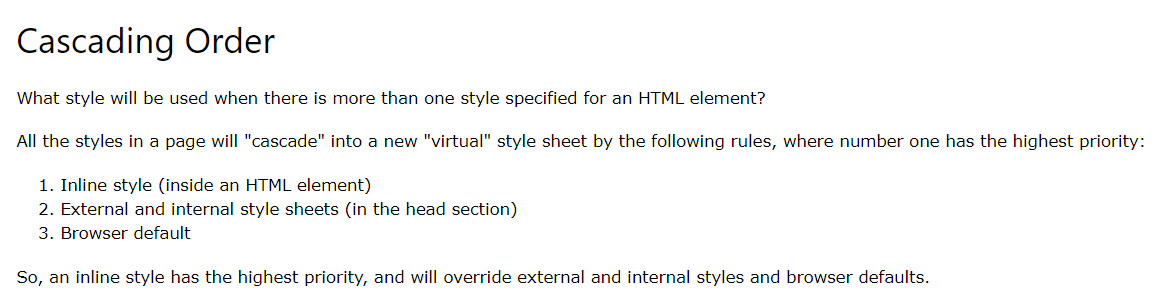 Cascading Order
What style will be used when there is more than one style specified for an HTML element?
All the styles in a page will "cascade" into a new "virtual" style sheet by the following rules, where number one has the highest priority:
1. Inline style (inside an HTML element)
2. External and internal style sheets (in the head section)
3. Browser default
So, an inline style has the highest priority, and will override external and internal styles and browser defaults.